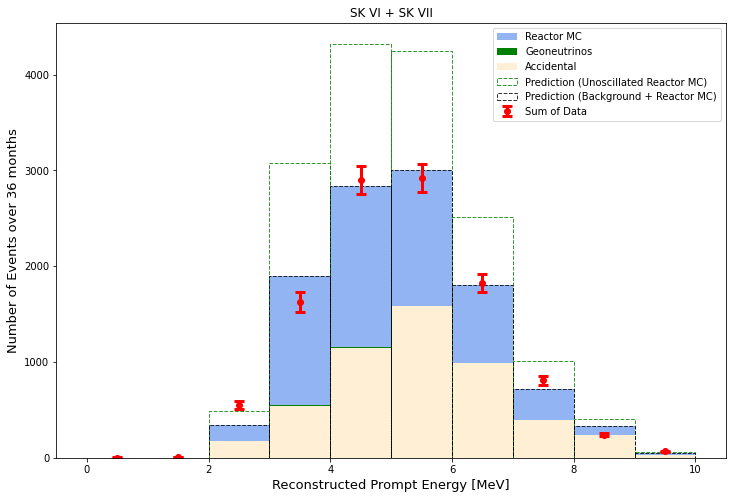 SK VI + SK VII
Number of Events over 36 months
4000
3000
2000
1000
0
Reactor MC
Geoneutrinos
Accidental
Prediction (Unoscillated Reactor MC)
Prediction (Background + Reactor MC)
Sum of Data
0 2 4 6 8 10
Reconstructed Prompt Energy [MeV]